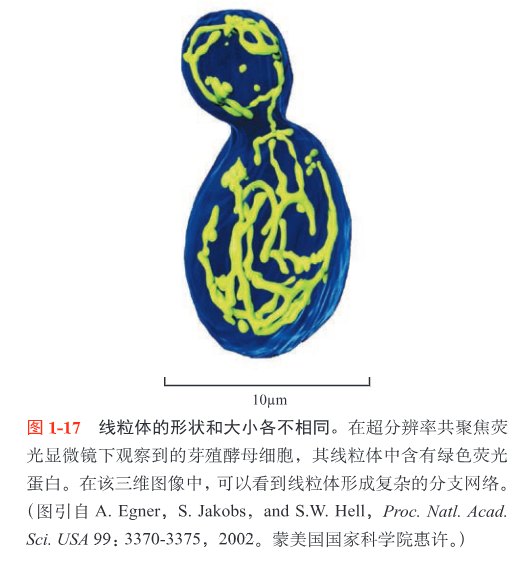 10μm
图 1-17 线粒体的形状和大小各不相同。在超分辨率共聚焦荧
光显微镜下观察到的芽殖酵母细胞，其线粒体中含有绿色荧光
蛋白。在该三维图像中，可以看到线粒体形成复杂的分支网络。
（图引自 A. Egner，S. Jakobs，and S.W. Hell，Proc. Natl. Acad.
Sci. USA 99：3370-3375，2002。蒙美国国家科学院惠许。）